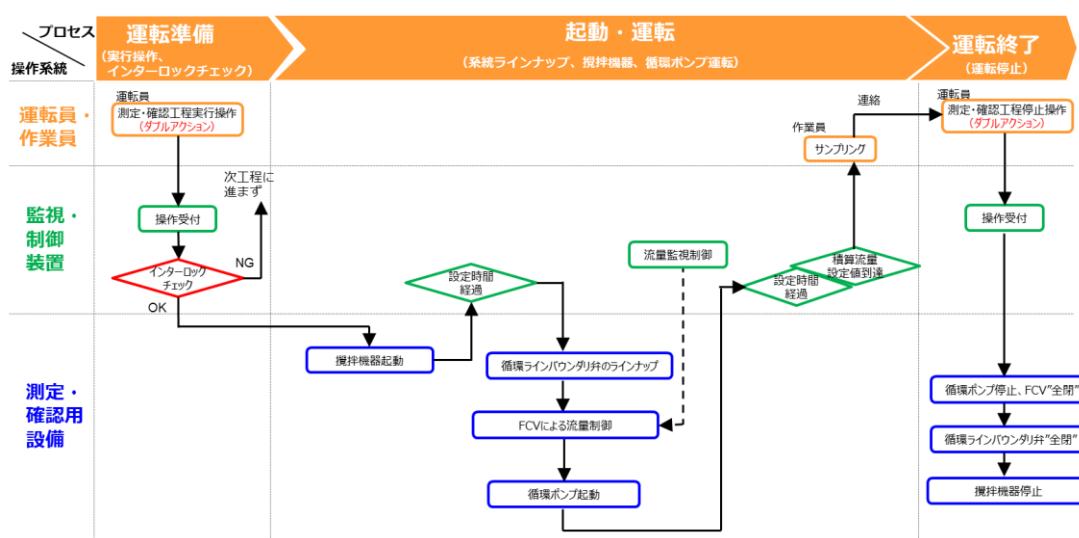 プロセス
操作系統
運転準備
(実行操作、
インターロックチェック)
起動・運転
(系統ラインナップ、撹拌機器、循環ポンプ運転)
運転終了
(運転停止)
運転員・
作業員
運転員
測定・確認工程実行操作
(ダブルアクション)
作業員
サンプリング
連絡
運転員
測定・確認工程停止操作
(ダブルアクション)
監視・
制御
装置
操作受付
インターロック
チェック
NG
OK
次工程に
進まず
設定時間
経過
流量監視制御
設定時間
経過
積算流量
設定値到達
操作受付
測定・
確認用
設備
撹拌機器起動
循環ラインバウンダリ弁のラインナップ
FCVによる流量制御
循環ポンプ起動
循環ポンプ停止、FCV"全閉"
循環ラインバウンダリ弁"全閉"
撹拌機器停止